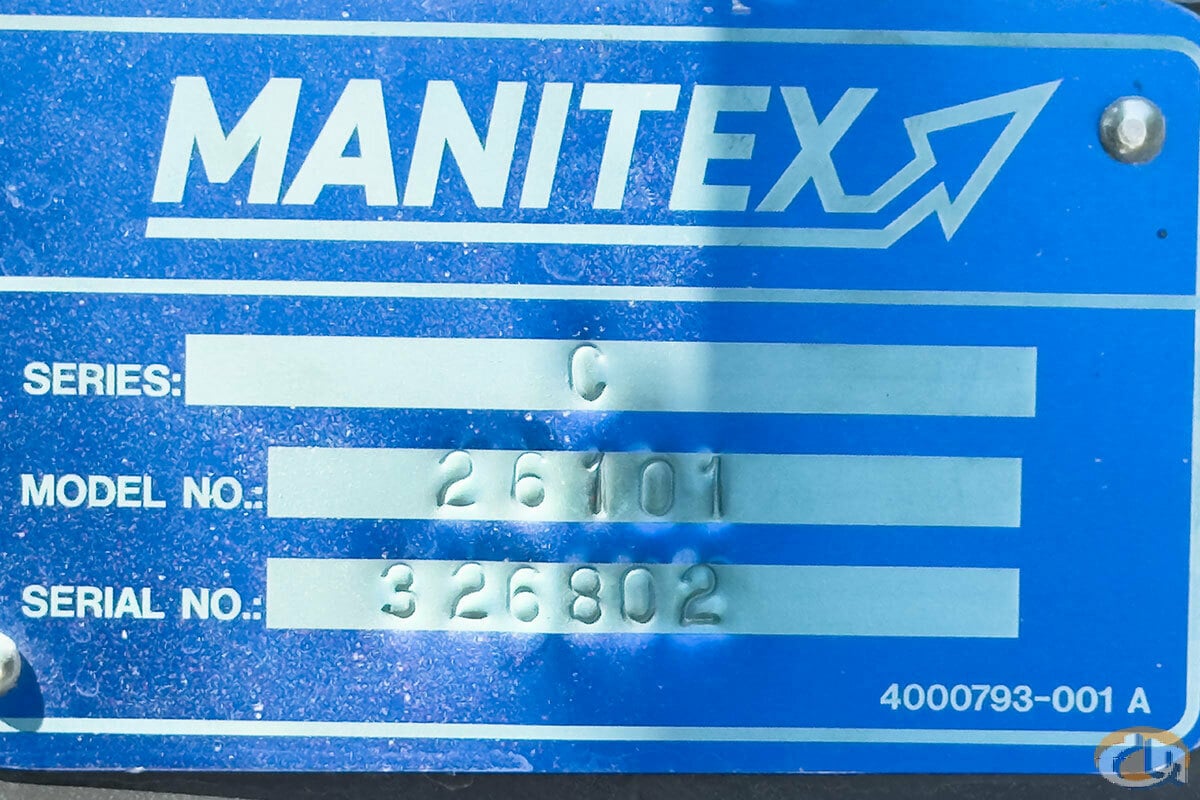 MANITEX
SERIES: C
MODEL NO.: 26101
SERIAL NO.: 326802
4000793-001 A